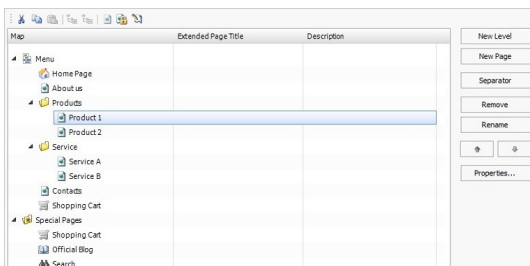 Map Extended Page Title Description
Menu
Home Page
About us
Products
Product 1
Product 2
Service
Service A
Service B
Contacts
Shopping Cart
Special Pages
Shopping Cart
Official Blog
Search
New Level
New Page
Separator
Remove
Rename
Properties...